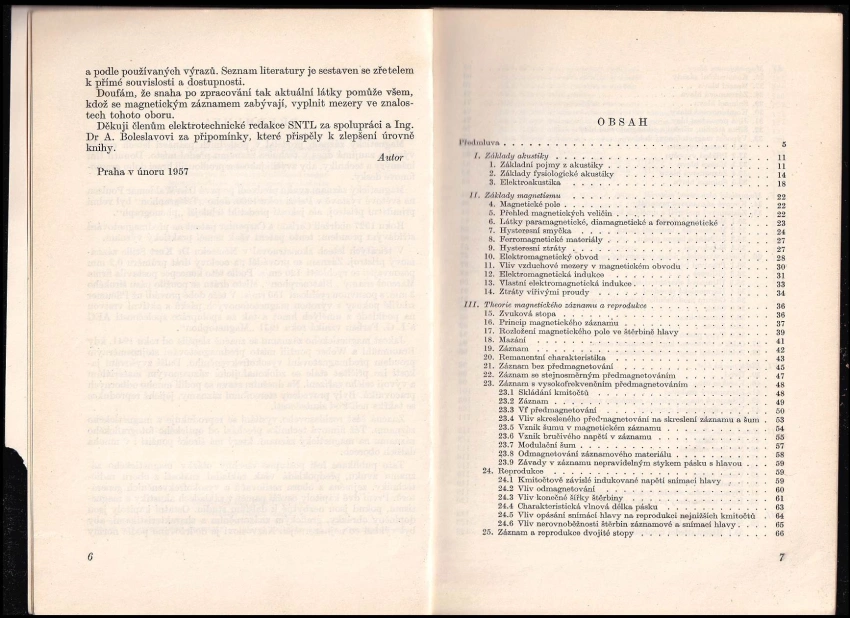 a podle používaných výrazů. Seznam literatury je sestaven se zřetelem
k přímé souvislosti a dostupnosti.
Doufám, že snaha po zpracování tak aktuální látky pomůže všem,
kdož se magnetickým záznamem zabývají, vyplnit mezery ve znalos-
tech tohoto oboru.
Děkuji členům elektrotechnické redakce SNTL za spolupráci a Ing.
Dr A. Boleslavovi za připomínky, které přispěly k zlepšení úrovně
knihy.
Autor
Praha v únoru 1957
6
OBSAH
Předmluva 5
I. Základy akustiky 11
1. Základní pojmy z akustiky 11
2. Základy fysiologické akustiky 14
3. Elektroakustika 18
II. Základy magnetismu 22
4. Magnetické pole 22
5. Přehled magnetických veličin 22
6. Látky paramagnetické, diamagnetické a ferromagnetické 23
7. Hysteresní smyčka 24
8. Ferromagnetické materiály 27
9. Hysteresní ztráty 27
10. Elektromagnetický obvod 28
11. Vliv vzduchové mezery v magnetickém obvodu 30
12. Elektromagnetická indukce 31
13. Vlastní elektromagnetická indukce 33
14. Ztráty vířivými proudy 34
III. Theorie magnetického záznamu a reprodukce 36
15. Zvuková stopa 36
16. Princip magnetického záznamu 37
17. Rozložení magnetického pole ve štěrbině hlavy 39
18. Mazání 41
19. Záznam 42
20. Remanentní charakteristika 43
21. Záznam bez předmagnetování 45
22. Záznam se stejnosměrným předmagnetováním 47
23. Záznam s vysokofrekvenčním předmagnetováním 48
23.1 Skládání kmitočtů 48
23.2 Záznam 49
23.3 Vf předmagnetování 50
23.4 Vliv skresleného předmagnetování na skreslení záznamu a šum 53
23.5 Vznik šumu v magnetickém záznamu 54
23.6 Vznik bručivého napětí v záznamu 55
23.7 Modulační šum 57
23.8 Odmagnetování záznamového materiálu 58
23.9 Závady v záznamu nepravidelným stykem pásku s hlavou 59
24. Reprodukce 59
24.1 Kmitočtově závislé indukované napětí snímací hlavy 59
24.2 Vliv odmagnetování 60
24.3 Vliv konečné šířky štěrbiny 61
24.4 Charakteristická vlnová délka pásku 63
24.5 Vliv opásání snímací hlavy na reprodukci nejnižších kmitočtů 64
24.6 Vliv nerovnoběžnosti štěrbin záznamové a snímací hlavy 65
25. Záznam a reprodukce dvojité stopy 66
7